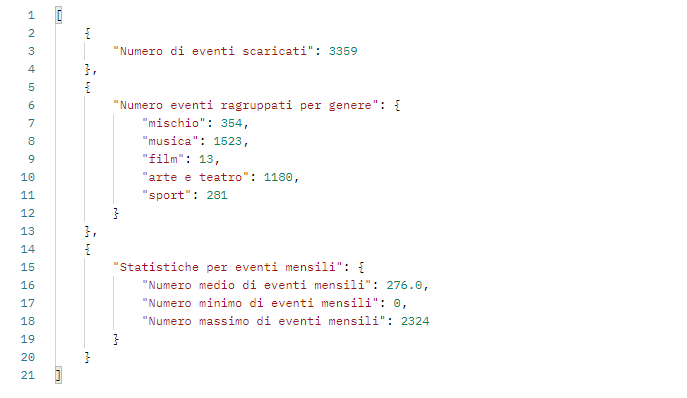 1 [
2 {
3 "Numero di eventi scaricati": 3359
4 },
5 {
6 "Numero eventi ragruppati per genere": {
7 "mischio": 354,
8 "musica": 1523,
9 "film": 13,
10 "arte e teatro": 1180,
11 "sport": 281
12 }
13 },
14 {
15 "Statistiche per eventi mensili": {
16 "Numero medio di eventi mensili": 276.0,
17 "Numero minimo di eventi mensili": 0,
18 "Numero massimo di eventi mensili": 2324
19 }
20 }
21 ]